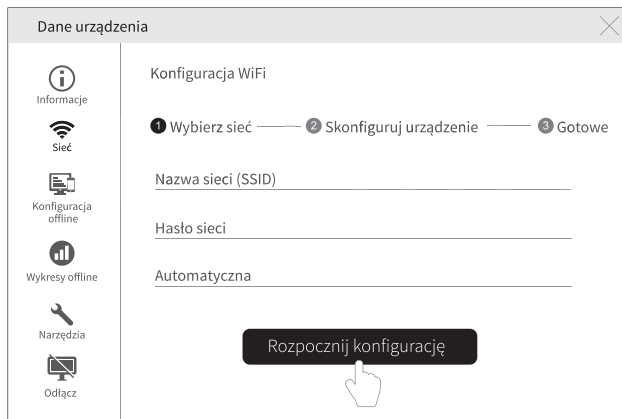 Dane urządzenia
Informacje
Sieć
Konfiguracja
offline
Wykresy offline
Narzędzia
Odłącz
Konfiguracja WiFi
1 Wybierz sieć 2 Skonfiguruj urządzenie 3 Gotowe
Nazwa sieci (SSID)
Hasło sieci
Automatyczna
Rozpocznij konfigurację